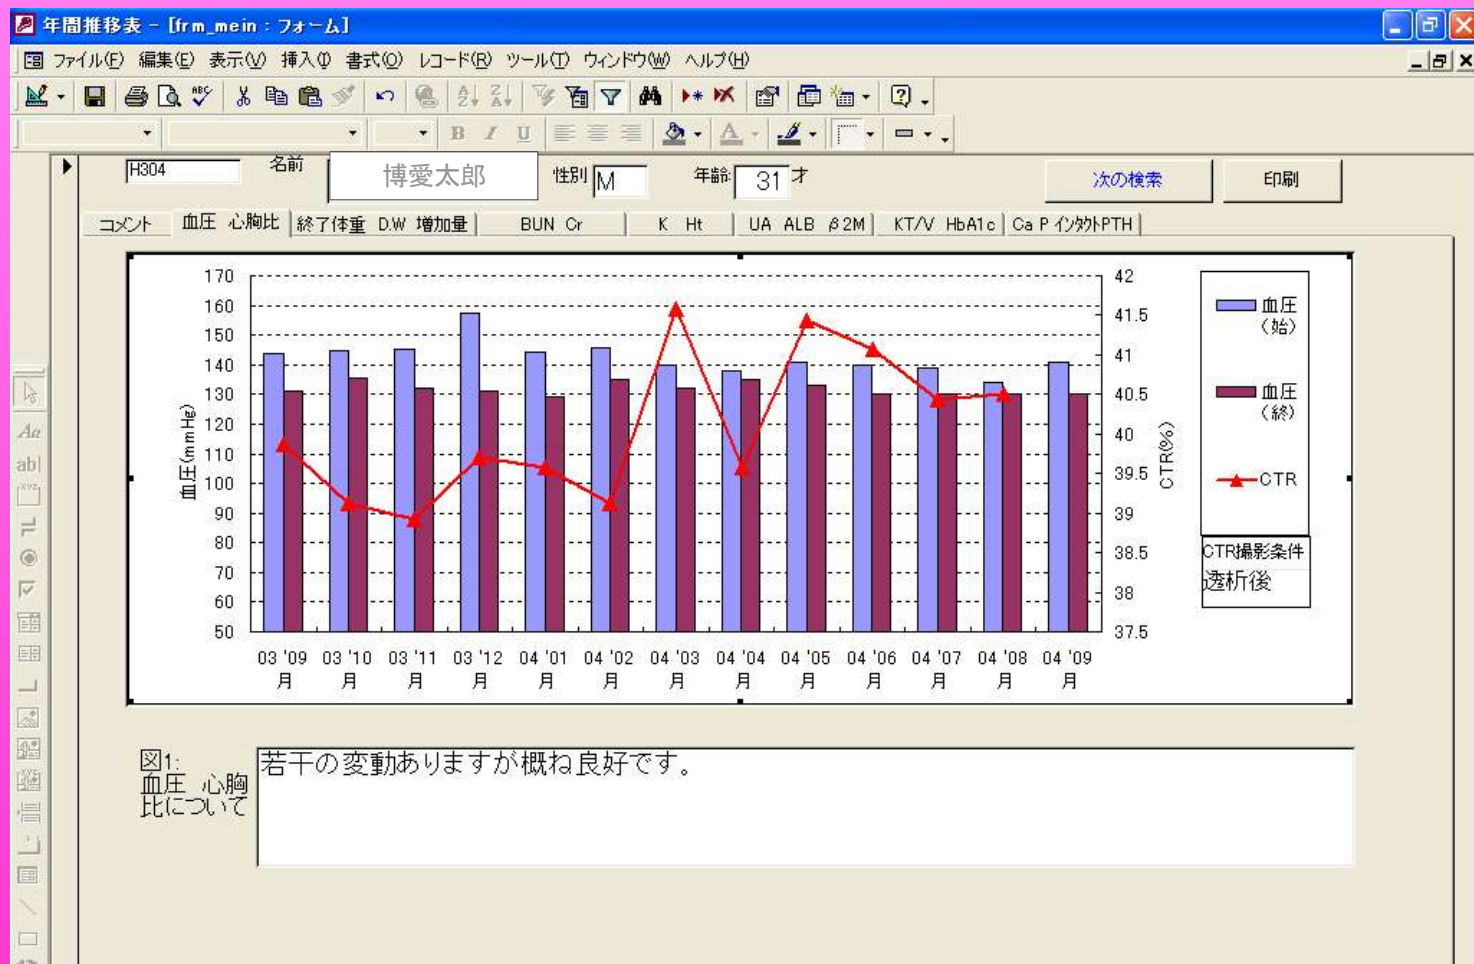 年間推移表 - [frm_mein : フォーム]
ファイル(F) 編集(E) 表示(V) 挿入(I) 書式(O) レコード(R) ツール(T) ウィンドウ(W) ヘルプ(H)
H304 名前 博愛太郎 性別 M 年齢 31 才 次の検索 印刷
コメント 血圧 心胸比 終了体重 D.W 増加量 BUN Cr K Ht UA ALB β2M KT/V HbA1c Ca P インタクトPTH
170
160
150
140
130
120
110
100
90
80
70
60
50
血圧(mmHg)
42
41.5
41
40.5
40
39.5
39
38.5
38
37.5
CTR(%)
03 '09 03 '10 03 '11 03 '12 04 '01 04 '02 04 '03 04 '04 04 '05 04 '06 04 '07 04 '08 04 '09
月 月 月 月 月 月 月 月 月 月 月 月 月
血圧
(始)
血圧
(終)
CTR
CTR撮影条件
透析後
図1:
血圧 心胸
比について
若干の変動ありますが概ね良好です。